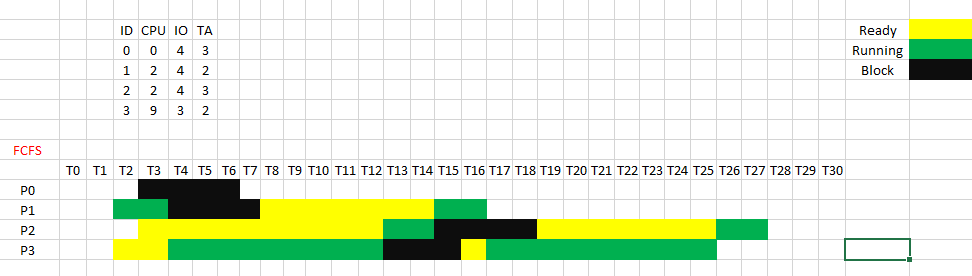 ID CPU IO TA Ready
0 0 4 3 Running
1 2 4 2 Block
2 2 4 3
3 9 3 2
FCFS
T0 T1 T2 T3 T4 T5 T6 T7 T8 T9 T10 T11 T12 T13 T14 T15 T16 T17 T18 T19 T20 T21 T22 T23 T24 T25 T26 T27 T28 T29 T30
P0
P1
P2
P3